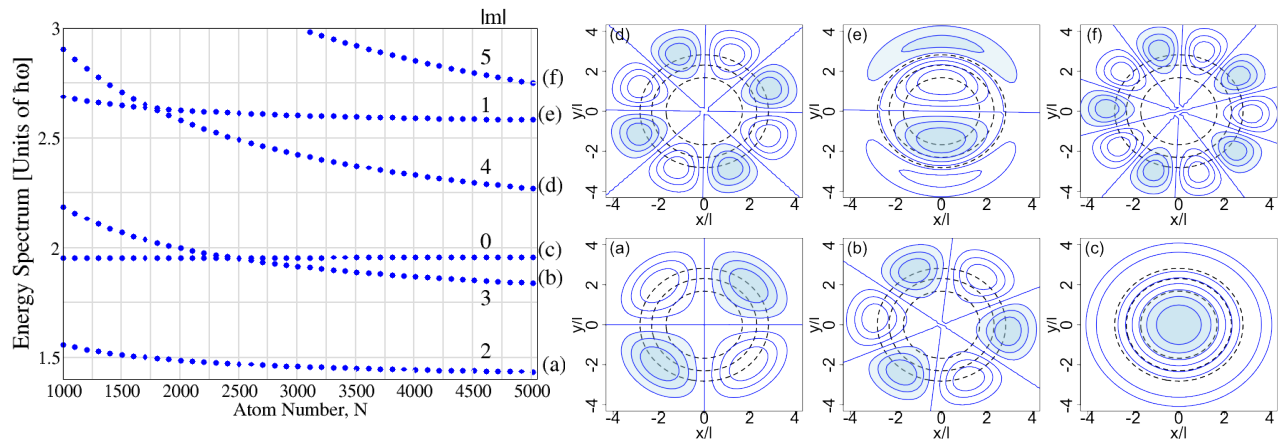 |m|
3
2.5
2
1.5
Energy Spectrum [Units of ħω]
5
1
4
0
3
2
(f)
(e)
(d)
(c)
(b)
(a)
1000 1500 2000 2500 3000 3500 4000 4500 5000
Atom Number, N
(d)
4
2
0
-2
-4
y/l
-4 -2 0 2 4
x/l
(e)
4
2
0
-2
-4
y/l
-4 -2 0 2 4
x/l
(f)
4
2
0
-2
-4
y/l
-4 -2 0 2 4
x/l
(a)
4
2
0
-2
-4
y/l
-4 -2 0 2 4
x/l
(b)
4
2
0
-2
-4
y/l
-4 -2 0 2 4
x/l
(c)
4
2
0
-2
-4
y/l
-4 -2 0 2 4
x/l